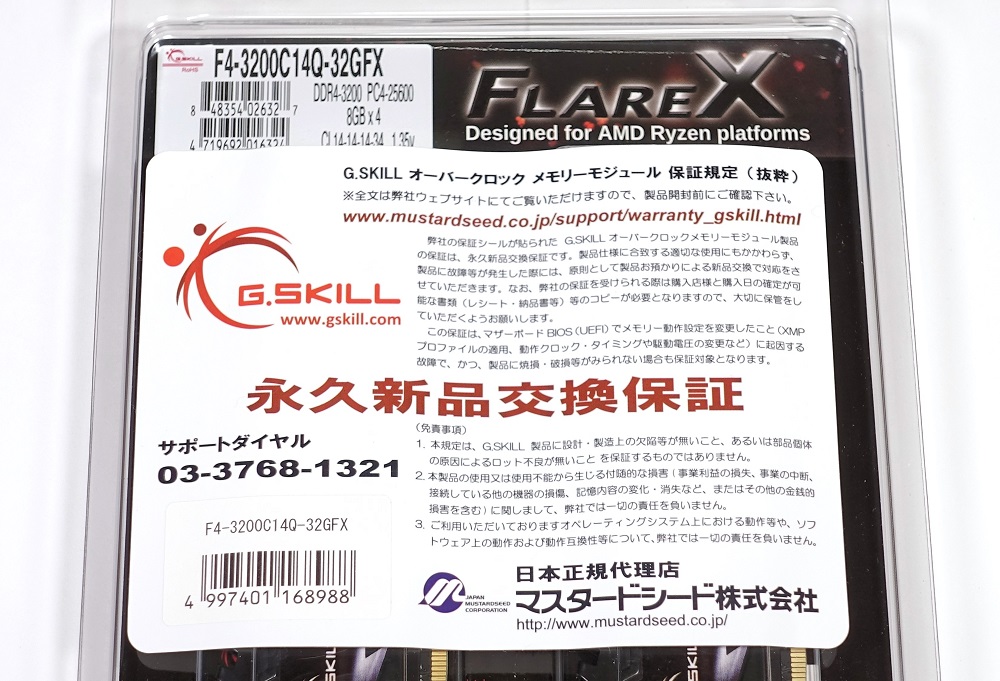 G.SKILL
RoHS
F4-3200C14Q-32GFX
DDR4-3200 PC4-25600
8GB x 4
CL14-14-14-34 1.35v
8 48354 02632 7
4 719692 016324
FLARE X
Designed for AMD Ryzen platforms
G.SKILL オーバークロック メモリーモジュール 保証規定（抜粋）
※全文は弊社ウェブサイトにてご覧いただけますので、製品開封前にご確認下さい。
www.mustardseed.co.jp/support/warranty_gskill.html
G.SKILL
www.gskill.com
弊社の保証シールが貼られた G.SKILL オーバークロックメモリーモジュール製品
の保証は、永久新品交換保証です。製品仕様に合致する適切な使用にもかかわらず、
製品に故障等が発生した際には、原則として製品お預かりによる新品交換で対応をさ
せていただきます。なお、弊社の保証を受けられる際は購入店様と購入日の確定が可
能な書類（レシート・納品書等）等のコピーが必要となりますので、大切に保管をし
ていただくようお願いします。
この保証は、マザーボード BIOS（UEFI）でメモリー動作設定を変更したこと（XMP
プロファイルの適用、動作クロック・タイミングや駆動電圧の変更など）に起因する
故障で、かつ、製品に焼損・破損等がみられない場合も保証対象となります。
永久新品交換保証
サポートダイヤル
03-3768-1321
（免責事項）
1. 本規定は、G.SKILL 製品に設計・製造上の欠陥等が無いこと、あるいは部品個体
の原因によるロット不良が無いこと を保証するものではありません。
2. 本製品の使用又は使用不能から生じる付随的な損害（事業利益の損失、事業の中断、
接続している他の機器の損傷、記憶内容の変化・消失など、またはその他の金銭的
損害を含む）に関しまして、弊社では一切の責任を負いません。
3. ご利用いただいておりますオペレーティングシステム上における動作等や、ソフ
トウェア上の動作および動作互換性等について、弊社では一切の責任を負いません。
F4-3200C14Q-32GFX
4 997401 168988
JAPAN
MUSTARDSEED
CORPORATION
日本正規代理店
マスタードシード株式会社
http://www.mustardseed.co.jp/
G.SKILL
G.SKILL